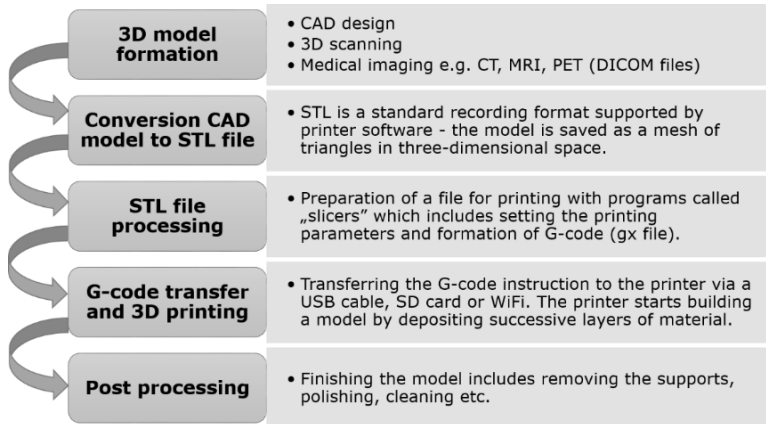 3D model
formation
• CAD design
• 3D scanning
• Medical imaging e.g. CT, MRI, PET (DICOM files)
Conversion CAD
model to STL file
• STL is a standard recording format supported by
printer software - the model is saved as a mesh of
triangles in three-dimensional space.
STL file
processing
• Preparation of a file for printing with programs called
„slicers” which includes setting the printing
parameters and formation of G-code (gx file).
G-code transfer
and 3D printing
• Transferring the G-code instruction to the printer via a
USB cable, SD card or WiFi. The printer starts building
a model by depositing successive layers of material.
Post processing
• Finishing the model includes removing the supports,
polishing, cleaning etc.